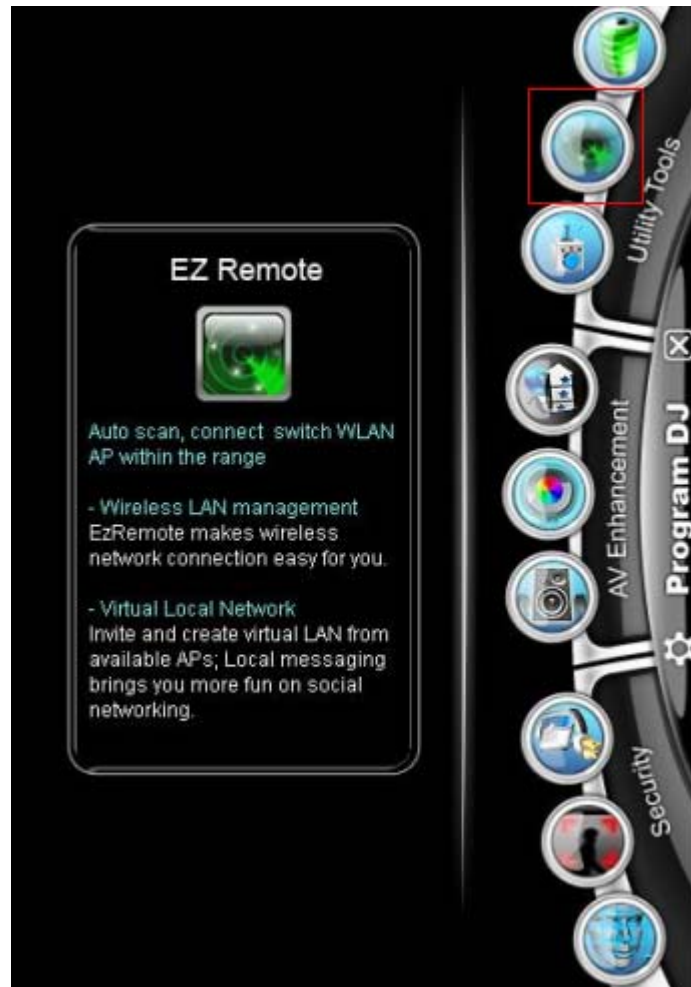 EZ Remote
Auto scan, connect switch WLAN
AP within the range
- Wireless LAN management
EzRemote makes wireless
network connection easy for you.
- Virtual Local Network
Invite and create virtual LAN from
available APs; Local messaging
brings you more fun on social
networking.
Utility Tools
AV Enhancement
Security
Program DJ